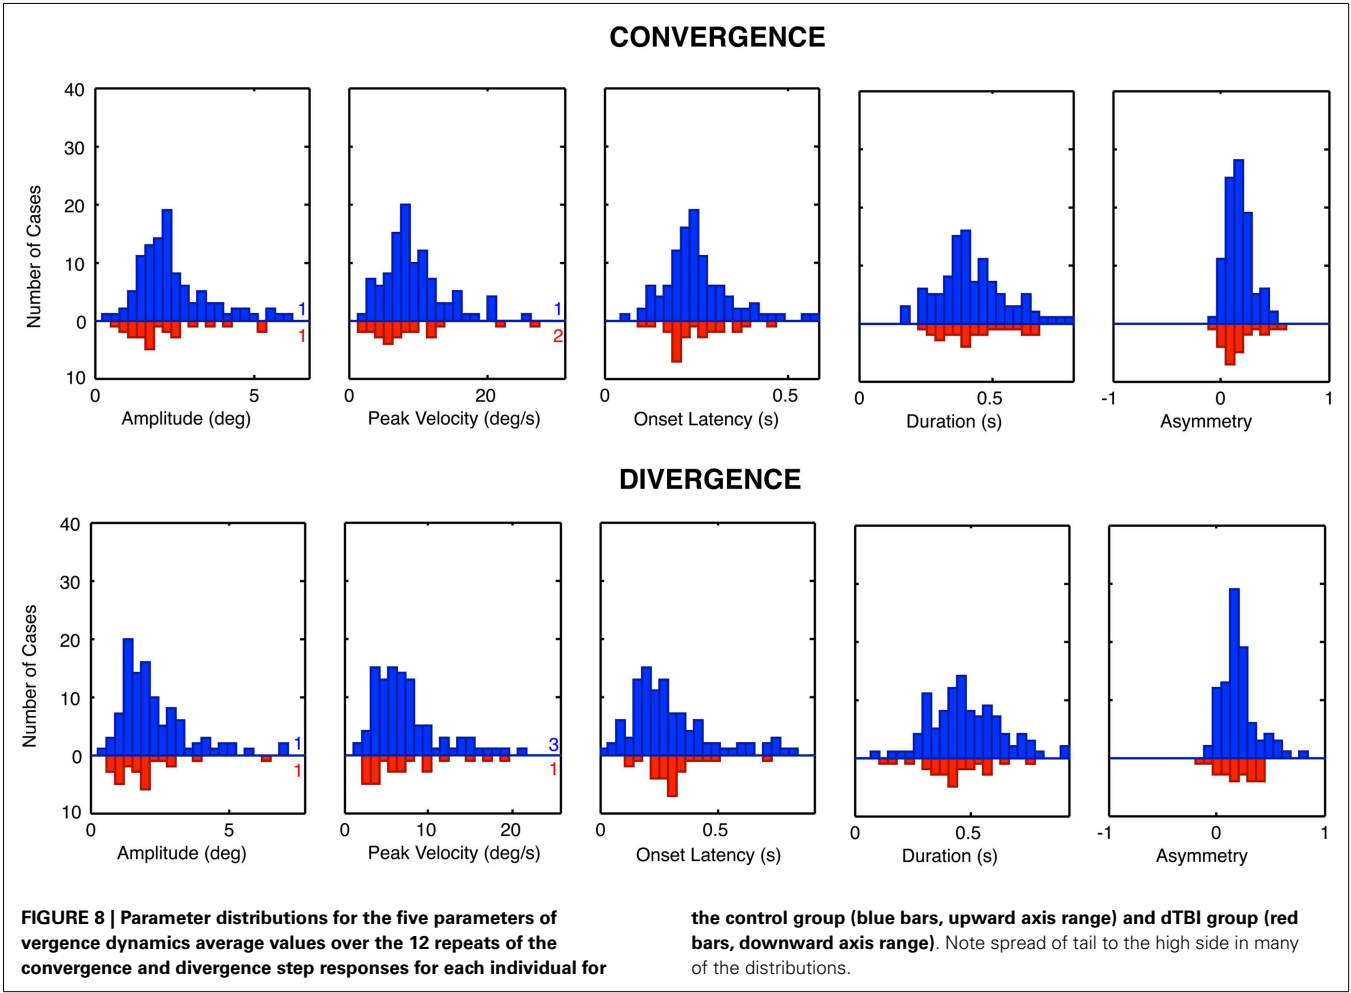 CONVERGENCE
Number of Cases
40
30
20
10
0
10
1
1
0 5
Amplitude (deg)
1
2
0 20
Peak Velocity (deg/s)
0 0.5
Onset Latency (s)
0 0.5
Duration (s)
-1 0 1
Asymmetry
DIVERGENCE
Number of Cases
40
30
20
10
0
10
1
1
0 5
Amplitude (deg)
3
1
0 10 20
Peak Velocity (deg/s)
0 0.5
Onset Latency (s)
0 0.5
Duration (s)
-1 0 1
Asymmetry
FIGURE 8 | Parameter distributions for the five parameters of
vergence dynamics average values over the 12 repeats of the
convergence and divergence step responses for each individual for
the control group (blue bars, upward axis range) and dTBI group (red
bars, downward axis range). Note spread of tail to the high side in many
of the distributions.